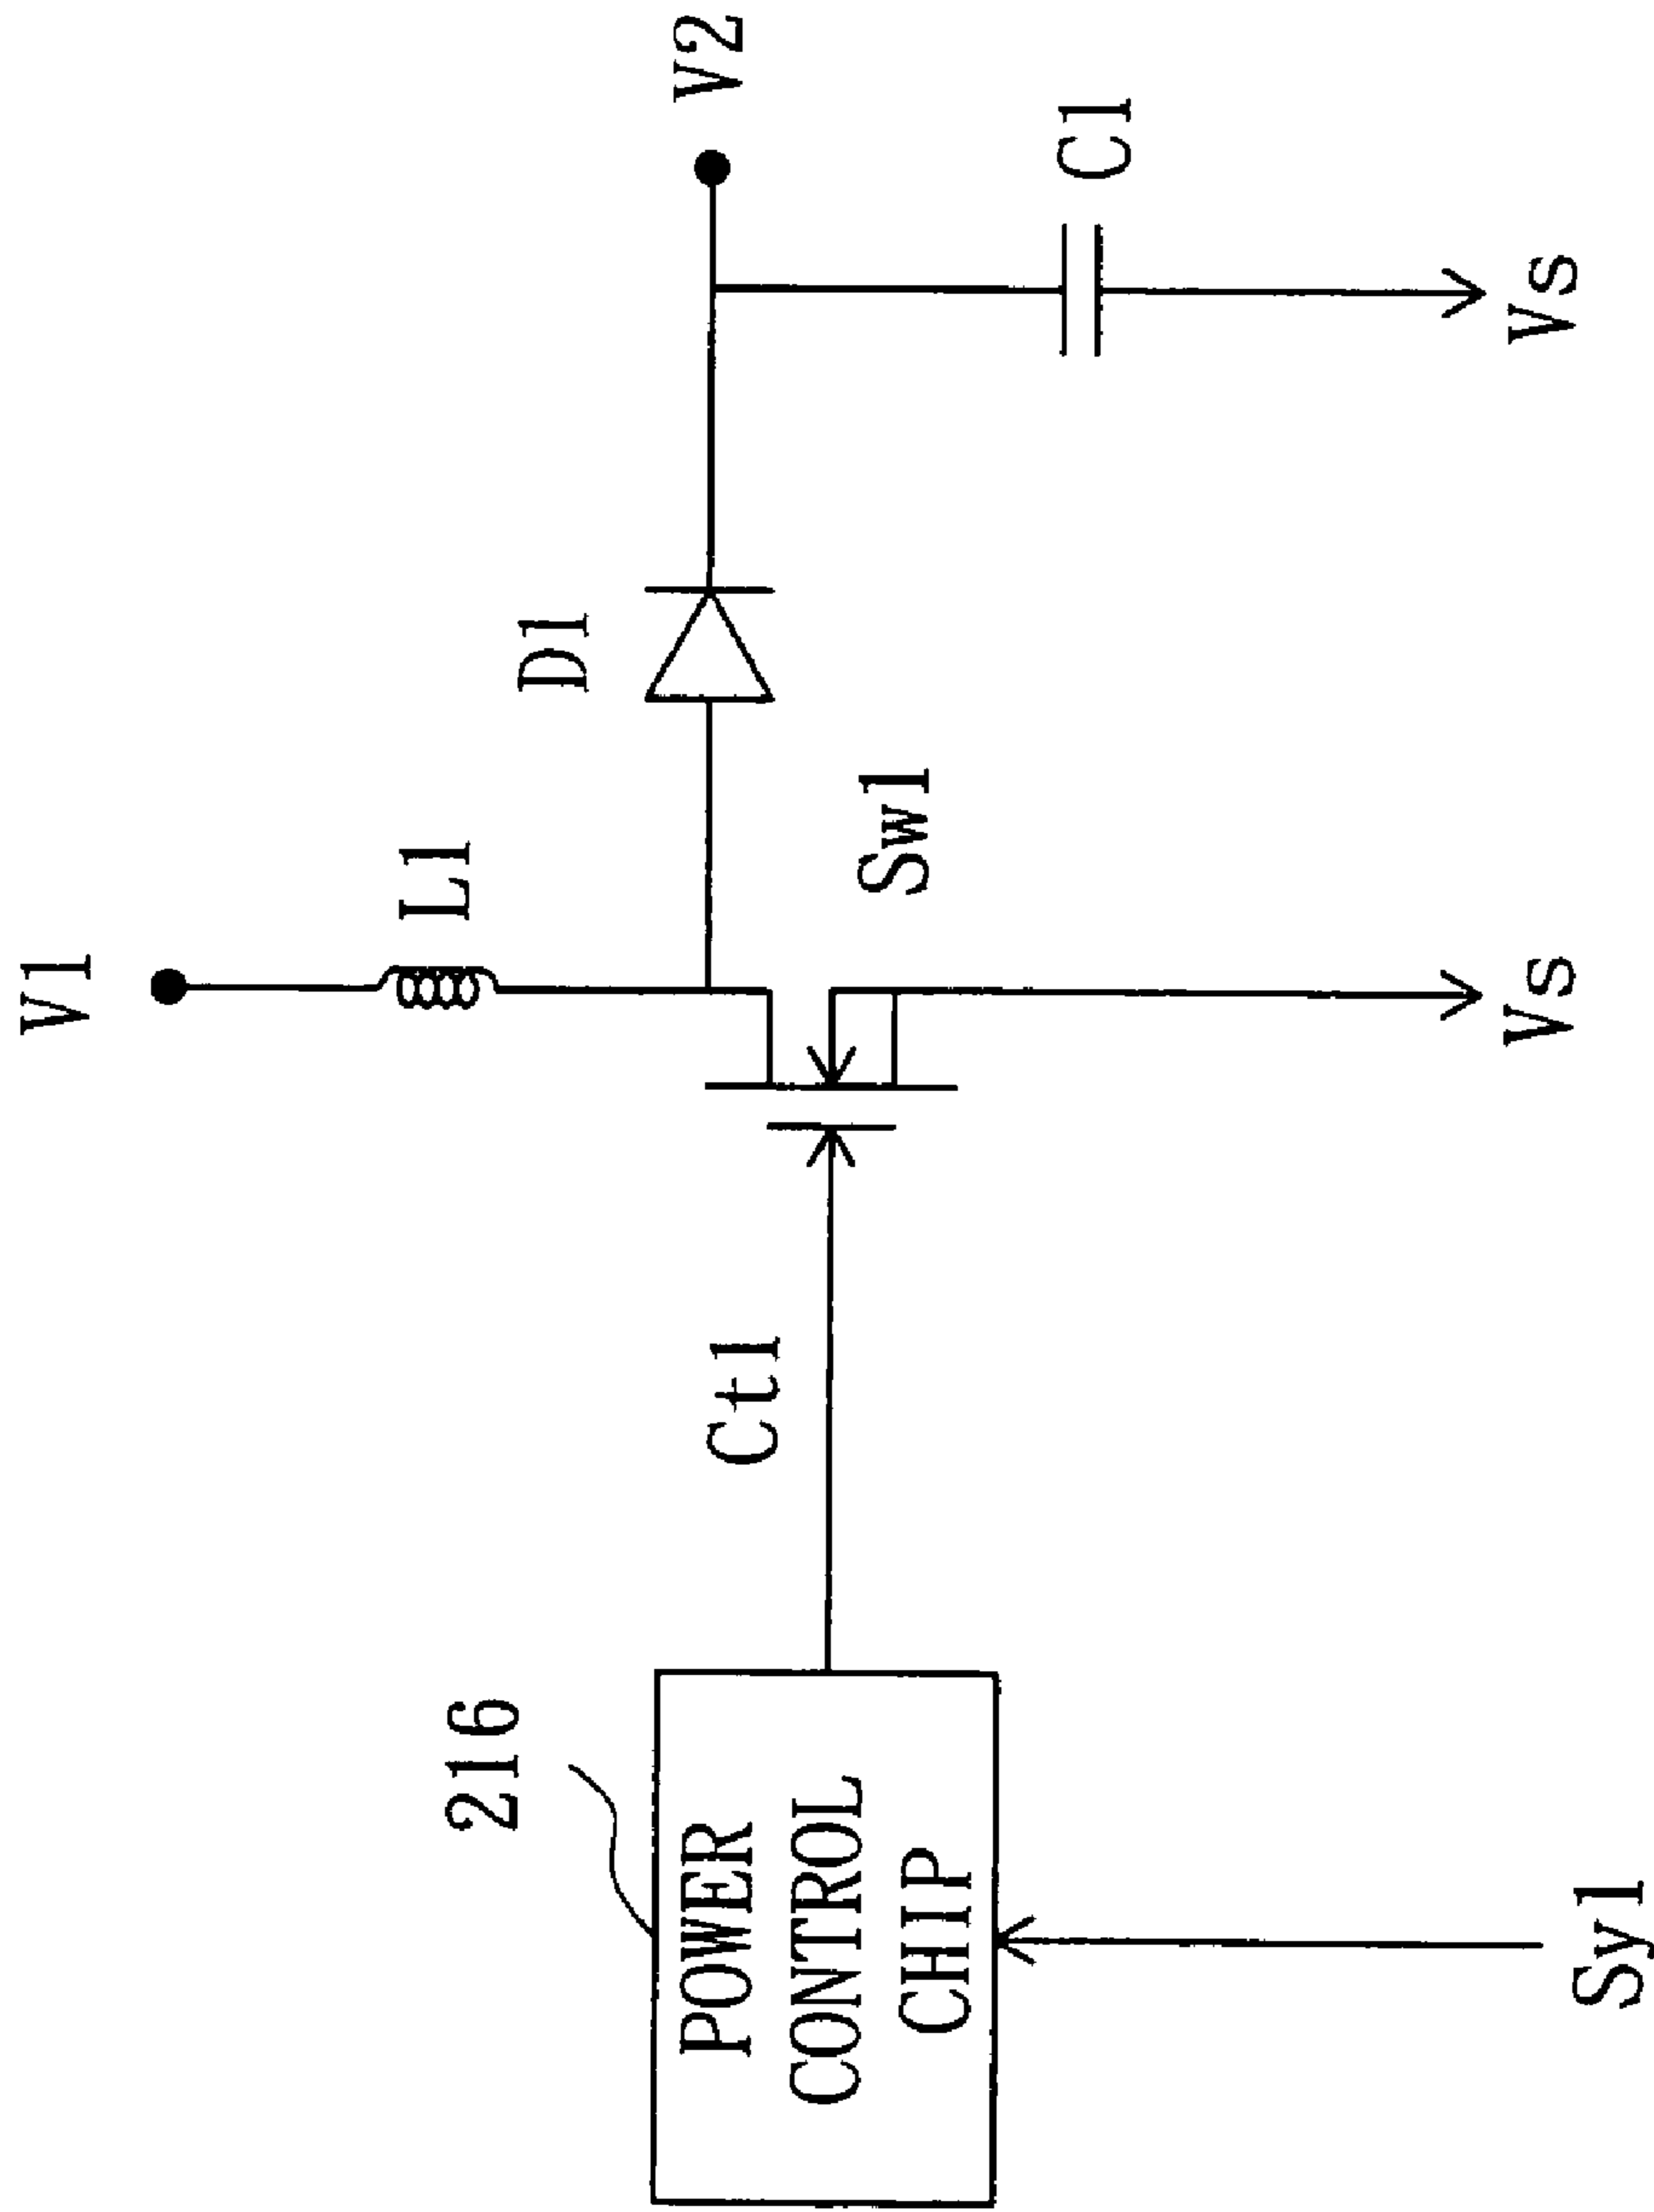 V1
L1
D1
V2
216
POWER
CONTROL
CHIP
Ct1
Sw1
C1
Sy1
Vs
Vs